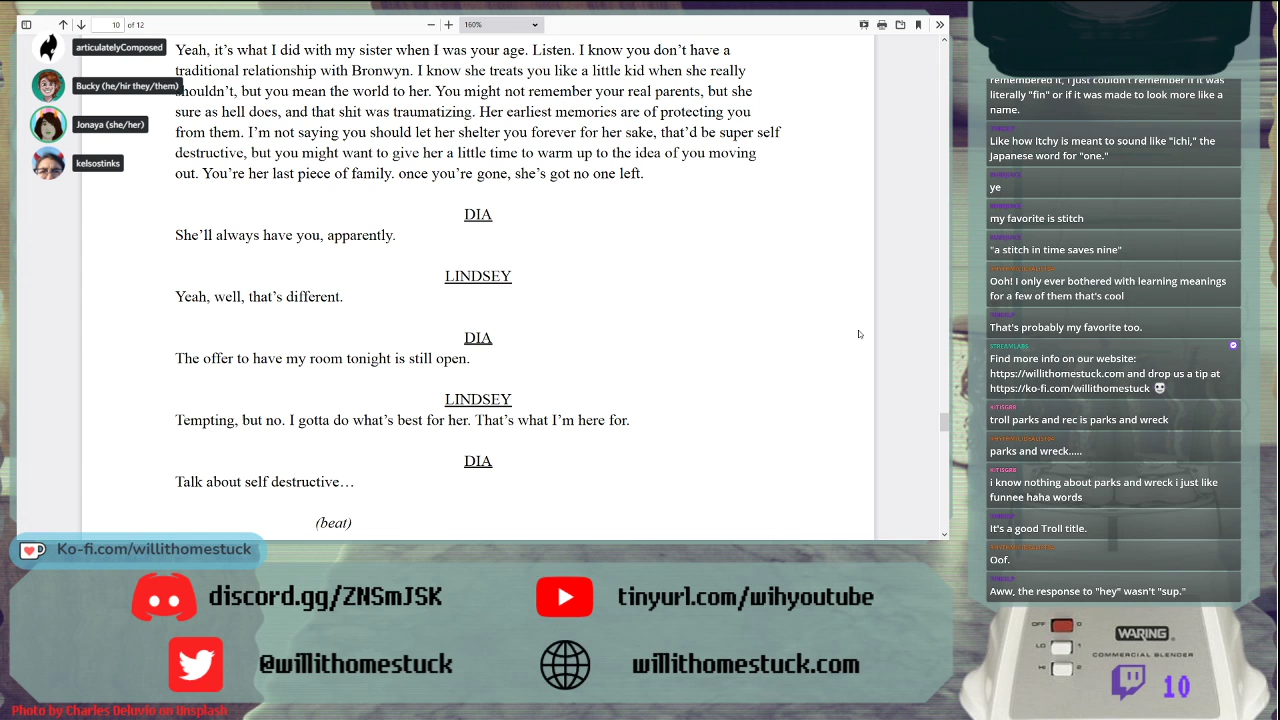 10 of 12
160%
articulatelyComposed
Bucky (he/hir they/them)
Jonaya (she/her)
kelsostinks
Yeah, it's what I did with my sister when I was your age. Listen. I know you don't have a
traditional relationship with Bronwyn. I know she treats you like a little kid when she really
shouldn't, but you mean the world to her. You might not remember your real parents, but she
sure as hell does, and that shit was traumatizing. Her earliest memories are of protecting you
from them. I'm not saying you should let her shelter you forever for her sake, that'd be super self
destructive, but you might want to give her a little time to warm up to the idea of you moving
out. You're her last piece of family. once you're gone, she's got no one left.
DIA
She'll always have you, apparently.
LINDSEY
Yeah, well, that's different.
DIA
The offer to have my room tonight is still open.
LINDSEY
Tempting, but no. I gotta do what's best for her. That's what I'm here for.
DIA
Talk about self destructive…
(beat)
remembered it, I just couldn't remember if it was
literally "fin" or if it was made to look more like a
name.
Like how Itchy is meant to sound like "ichi," the
Japanese word for "one."
ye
my favorite is stitch
"a stitch in time saves nine"
Ooh! I only ever bothered with learning meanings
for a few of them that's cool
That's probably my favorite too.
STREAMLABS
Find more info on our website:
https://willithomestuck.com and drop us a tip at
https://ko-fi.com/willithomestuck
troll parks and rec is parks and wreck
parks and wreck.....
i know nothing about parks and wreck i just like
funnee haha words
It's a good Troll title.
Oof.
Aww, the response to "hey" wasn't "sup."
Ko-fi.com/willithomestuck
discord.gg/ZNSmJSK
tinyurl.com/wihyoutube
@willithomestuck
willithomestuck.com
Photo by Charles Deluvio on Unsplash
OFF 0
LO 1
HI 2
WARING
COMMERCIAL BLENDER
10